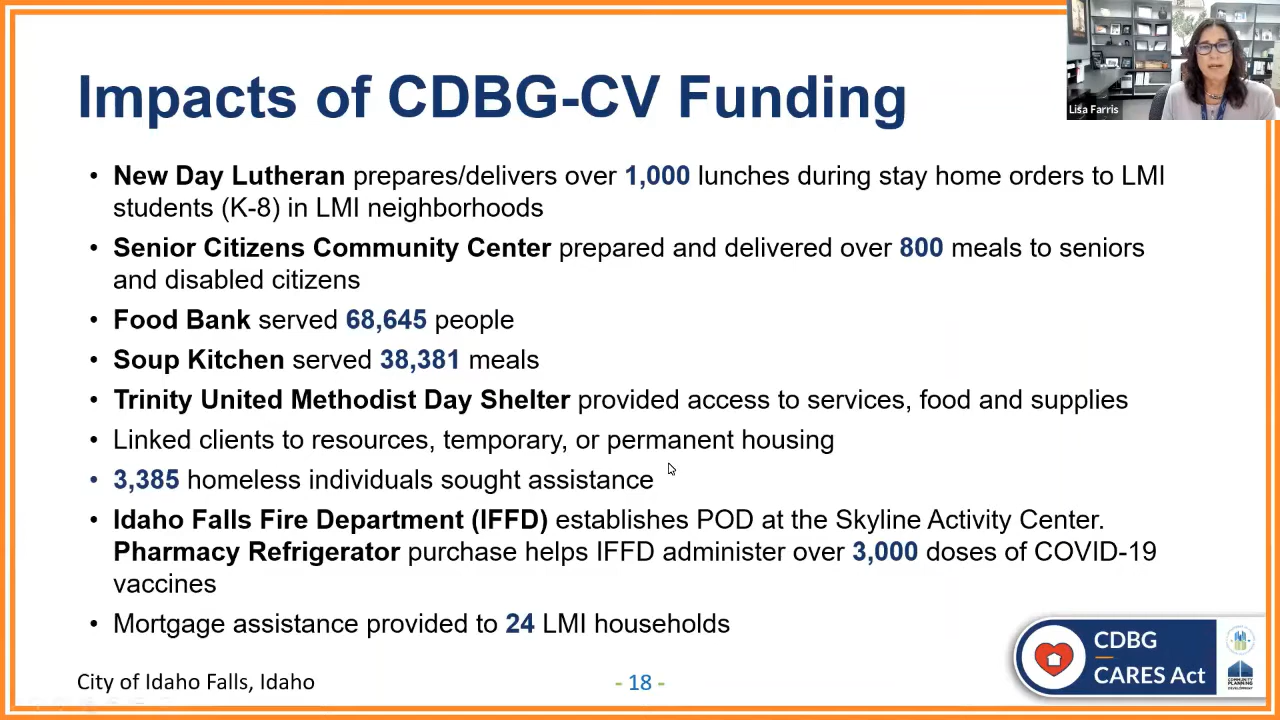 Impacts of CDBG-CV Funding
Lisa Farris
• New Day Lutheran prepares/delivers over 1,000 lunches during stay home orders to LMI
students (K-8) in LMI neighborhoods
• Senior Citizens Community Center prepared and delivered over 800 meals to seniors
and disabled citizens
• Food Bank served 68,645 people
• Soup Kitchen served 38,381 meals
• Trinity United Methodist Day Shelter provided access to services, food and supplies
• Linked clients to resources, temporary, or permanent housing
• 3,385 homeless individuals sought assistance
• Idaho Falls Fire Department (IFFD) establishes POD at the Skyline Activity Center.
Pharmacy Refrigerator purchase helps IFFD administer over 3,000 doses of COVID-19
vaccines
• Mortgage assistance provided to 24 LMI households
City of Idaho Falls, Idaho
- 18 -
CDBG
CARES Act
COMMUNITY
PLANNING
DEVELOPMENT